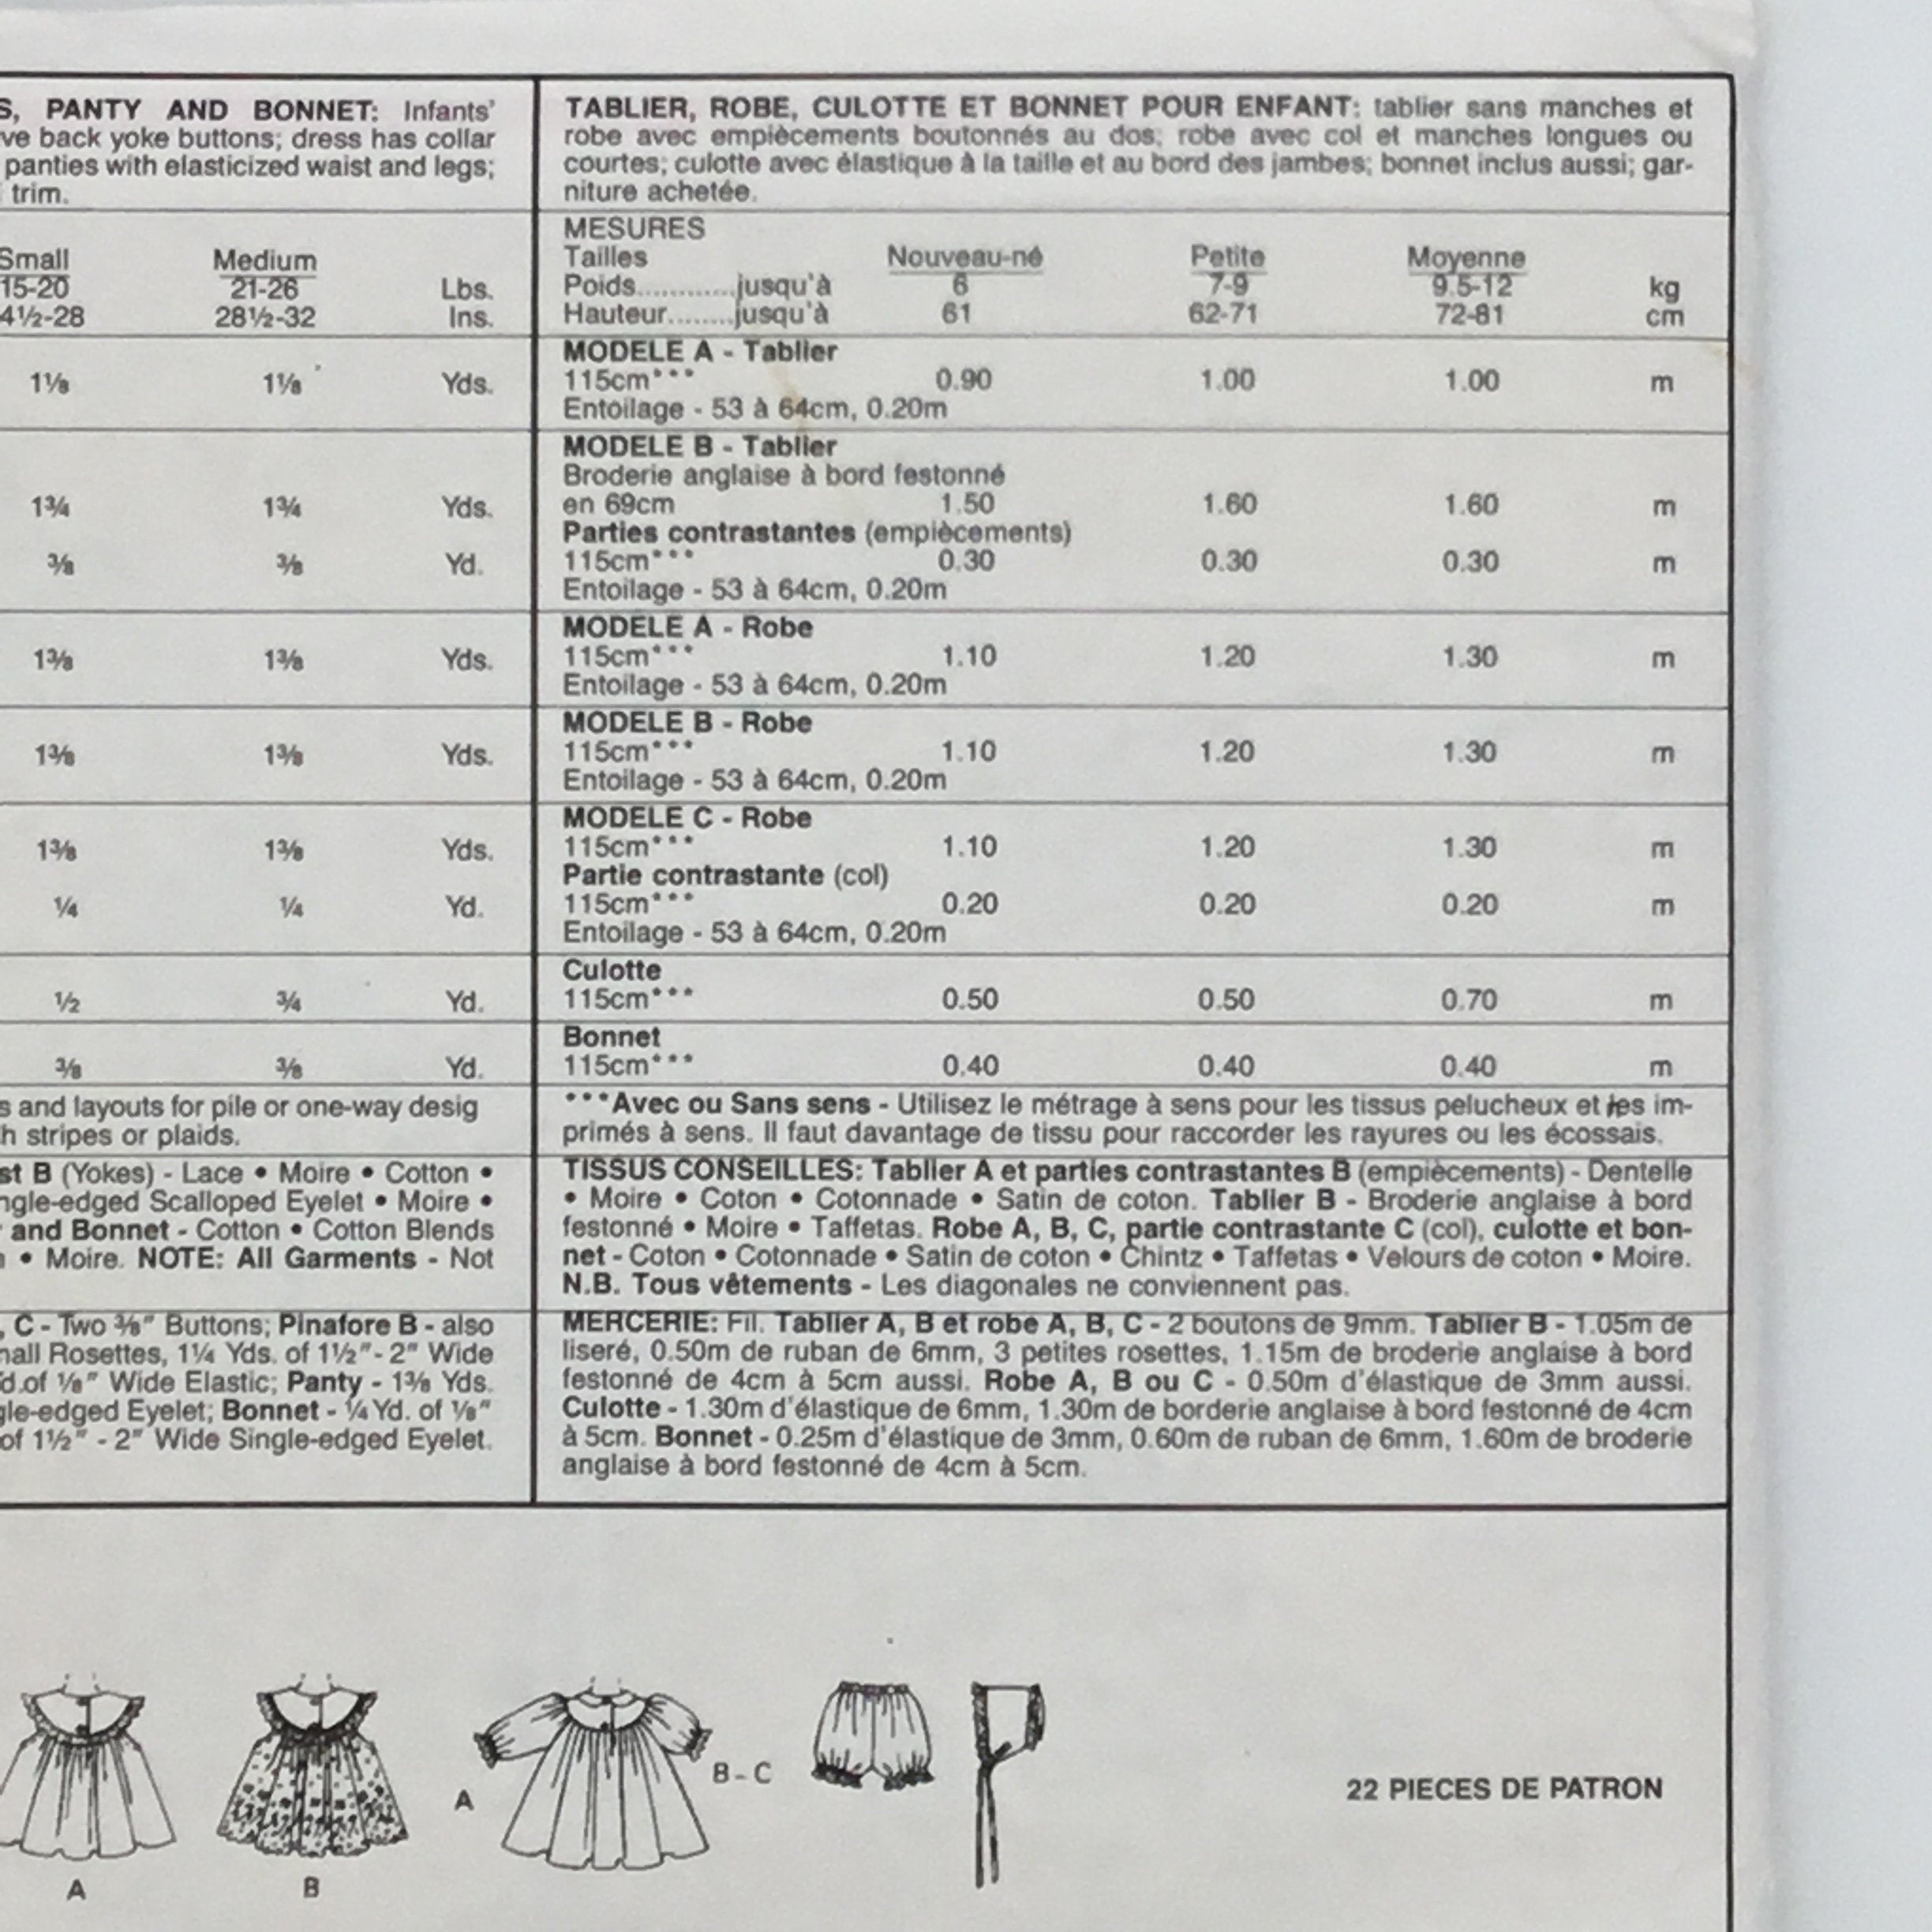 S, PANTY AND BONNET: Infants'
ve back yoke buttons; dress has collar
panties with elasticized waist and legs;
trim.
Small Medium
15-20 21-26 Lbs.
4½-28 28½-32 Ins.
1⅛ 1⅛ Yds.
1¾ 1¾ Yds.
⅜ ⅜ Yd.
1⅜ 1⅜ Yds.
1⅜ 1⅜ Yds.
1⅜ 1⅜ Yds.
¼ ¼ Yd.
½ ¾ Yd.
⅜ ⅜ Yd.
s and layouts for pile or one-way desig
h stripes or plaids.
st B (Yokes) - Lace • Moire • Cotton •
ngle-edged Scalloped Eyelet • Moire •
and Bonnet - Cotton • Cotton Blends
• Moire. NOTE: All Garments - Not
, C - Two ⅜" Buttons; Pinafore B - also
mall Rosettes, 1¼ Yds. of 1½"- 2" Wide
d.of ⅛" Wide Elastic; Panty - 1⅜ Yds.
gle-edged Eyelet; Bonnet - ¼ Yd. of ⅛"
of 1½" - 2" Wide Single-edged Eyelet.
TABLIER, ROBE, CULOTTE ET BONNET POUR ENFANT: tablier sans manches et
robe avec empiècements boutonnés au dos; robe avec col et manches longues ou
courtes; culotte avec élastique à la taille et au bord des jambes; bonnet inclus aussi; gar-
niture achetée.
MESURES
Tailles Nouveau-né Petite Moyenne
Poids............jusqu'à 6 7-9 9.5-12 kg
Hauteur........jusqu'à 61 62-71 72-81 cm
MODELE A - Tablier
115cm*** 0.90 1.00 1.00 m
Entoilage - 53 à 64cm, 0.20m
MODELE B - Tablier
Broderie anglaise à bord festonné
en 69cm 1.50 1.60 1.60 m
Parties contrastantes (empiècements)
115cm*** 0.30 0.30 0.30 m
Entoilage - 53 à 64cm, 0.20m
MODELE A - Robe
115cm*** 1.10 1.20 1.30 m
Entoilage - 53 à 64cm, 0.20m
MODELE B - Robe
115cm*** 1.10 1.20 1.30 m
Entoilage - 53 à 64cm, 0.20m
MODELE C - Robe
115cm*** 1.10 1.20 1.30 m
Partie contrastante (col)
115cm*** 0.20 0.20 0.20 m
Entoilage - 53 à 64cm, 0.20m
Culotte
115cm*** 0.50 0.50 0.70 m
Bonnet
115cm*** 0.40 0.40 0.40 m
***Avec ou Sans sens - Utilisez le métrage à sens pour les tissus pelucheux et les im-
primés à sens. Il faut davantage de tissu pour raccorder les rayures ou les écossais.
TISSUS CONSEILLES: Tablier A et parties contrastantes B (empiècements) - Dentelle
• Moire • Coton • Cotonnade • Satin de coton. Tablier B - Broderie anglaise à bord
festonné • Moire • Taffetas. Robe A, B, C, partie contrastante C (col), culotte et bon-
net - Coton • Cotonnade • Satin de coton • Chintz • Taffetas • Velours de coton • Moire.
N.B. Tous vêtements - Les diagonales ne conviennent pas.
MERCERIE: Fil. Tablier A, B et robe A, B, C - 2 boutons de 9mm. Tablier B - 1.05m de
liseré, 0.50m de ruban de 6mm, 3 petites rosettes, 1.15m de broderie anglaise à bord
festonné de 4cm à 5cm aussi. Robe A, B ou C - 0.50m d'élastique de 3mm aussi.
Culotte - 1.30m d'élastique de 6mm, 1.30m de borderie anglaise à bord festonné de 4cm
à 5cm. Bonnet - 0.25m d'élastique de 3mm, 0.60m de ruban de 6mm, 1.60m de broderie
anglaise à bord festonné de 4cm à 5cm.
A
B
A
B-C
22 PIECES DE PATRON